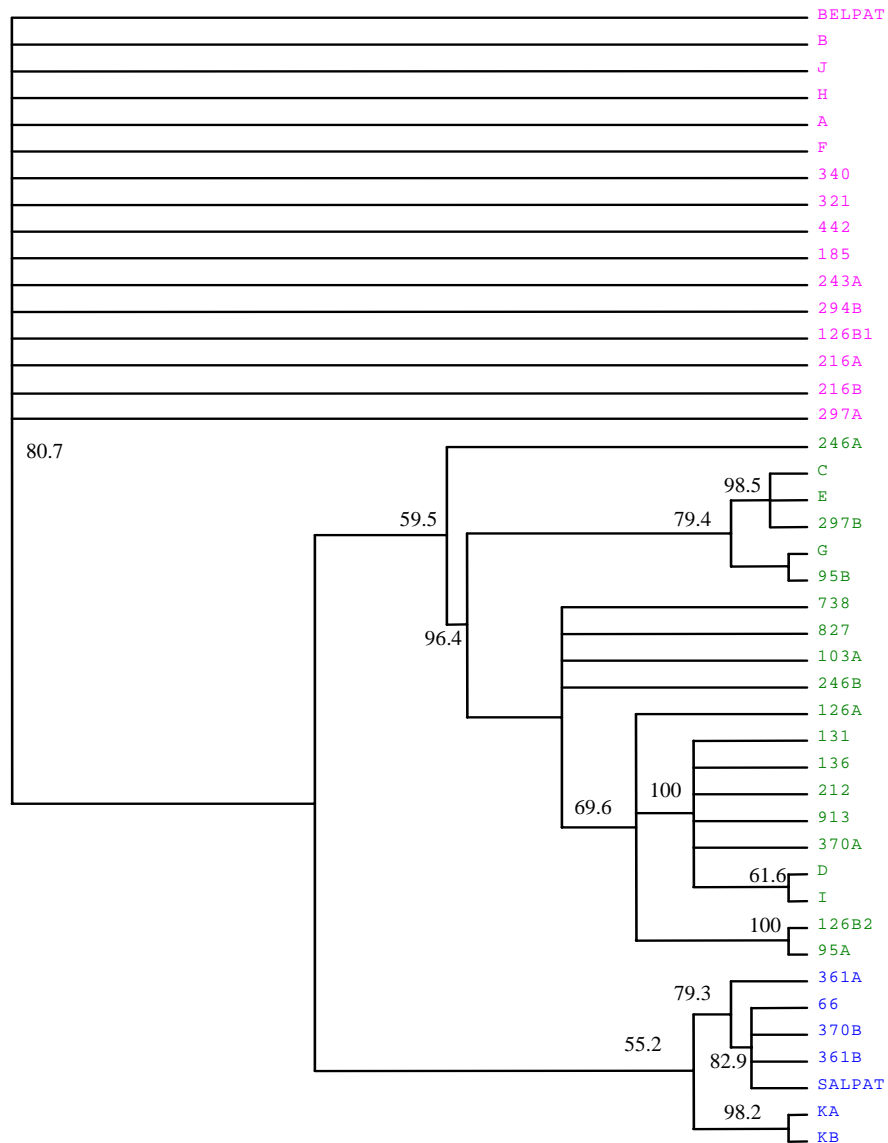 BELPAT
B
J
H
A
F
340
321
442
185
243A
294B
126B1
216A
216B
297A
80.7
246A
C
98.5
E
59.5
79.4
297B
G
95B
738
96.4
827
103A
246B
126A
131
136
100
212
69.6
913
370A
61.6
D
I
100
126B2
95A
361A
79.3
66
370B
55.2
82.9
361B
SALPAT
98.2
KA
KB